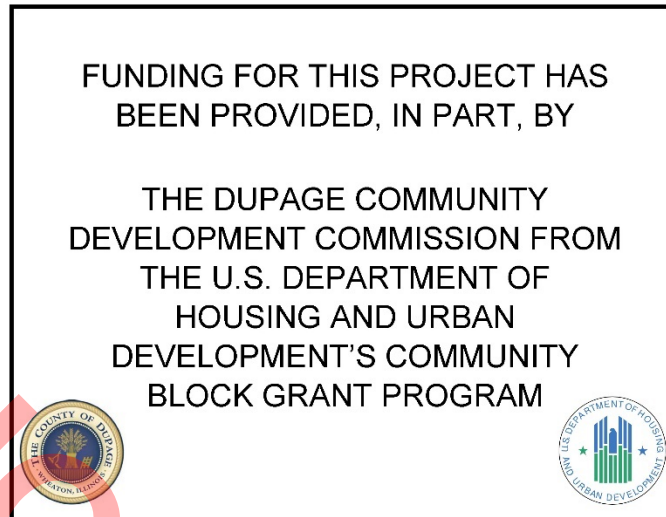 FUNDING FOR THIS PROJECT HAS
BEEN PROVIDED, IN PART, BY
THE DUPAGE COMMUNITY
DEVELOPMENT COMMISSION FROM
THE U.S. DEPARTMENT OF
HOUSING AND URBAN
DEVELOPMENT'S COMMUNITY
BLOCK GRANT PROGRAM
THE COUNTY OF DUPAGE
WHEATON, ILLINOIS
U.S. DEPARTMENT OF HOUSING
AND URBAN DEVELOPMENT